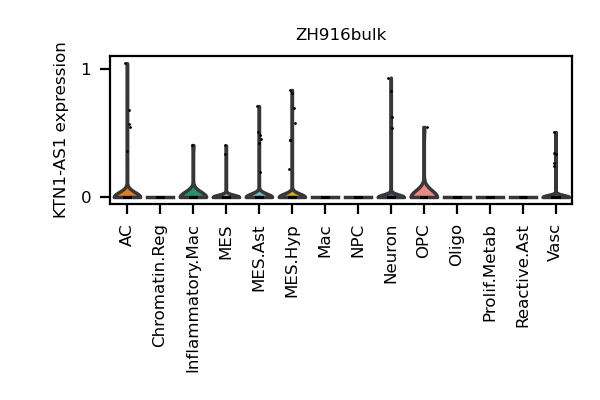 ZH916bulk
KTN1-AS1 expression
1
0
AC
Chromatin.Reg
Inflammatory.Mac
MES
MES.Ast
MES.Hyp
Mac
NPC
Neuron
OPC
Oligo
Prolif.Metab
Reactive.Ast
Vasc